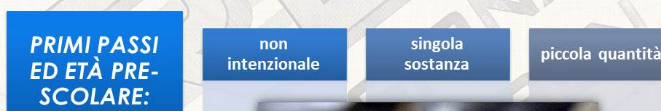 PRIMI PASSI
ED ETÀ PRE-
SCOLARE:
non
intenzionale
singola
sostanza
piccola quantità